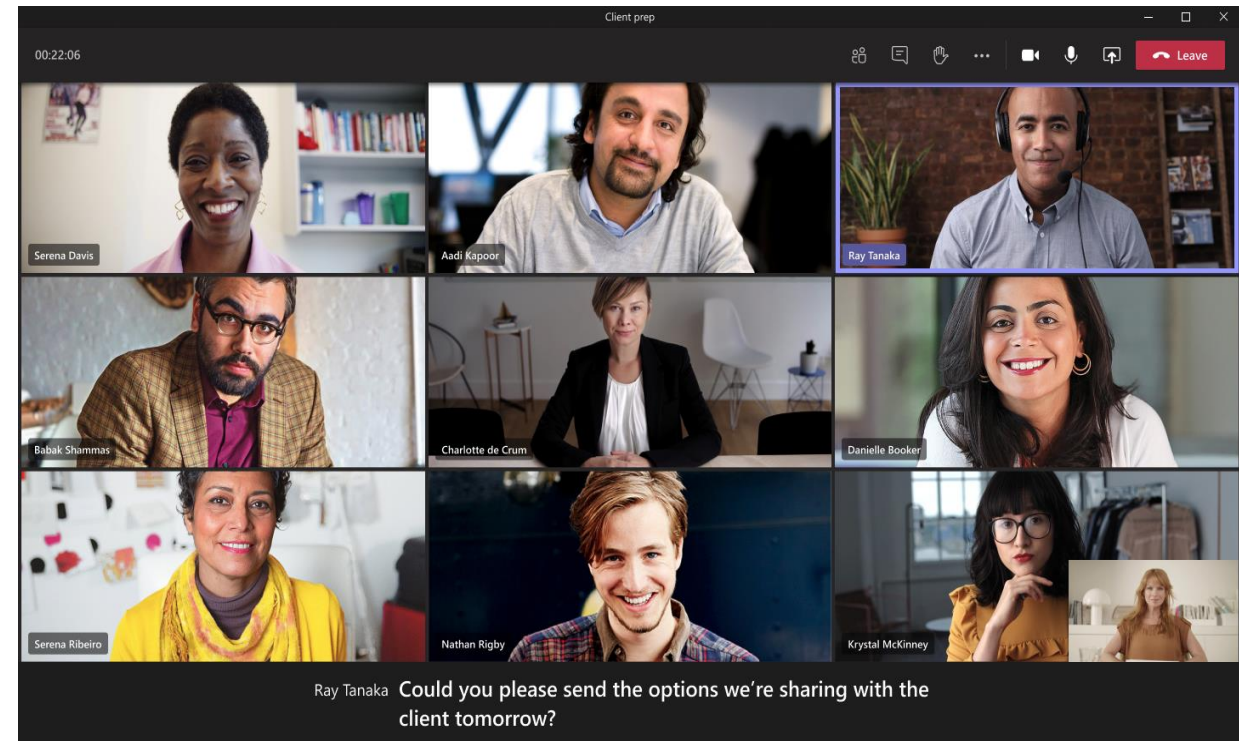 Client prep
00:22:06
Leave
Serena Davis
Aadi Kapoor
Ray Tanaka
Babak Shammas
Charlotte de Crum
Danielle Booker
Serena Ribeiro
Nathan Rigby
Krystal McKinney
Ray Tanaka Could you please send the options we’re sharing with the
client tomorrow?